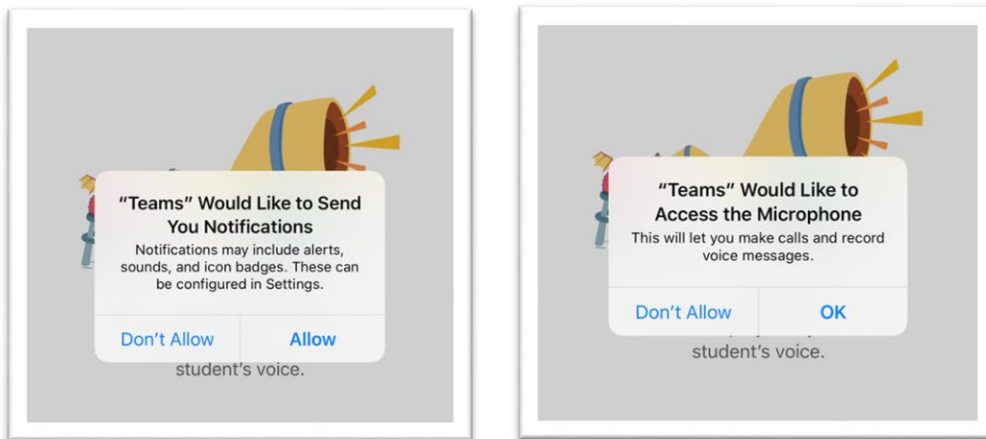 “Teams” Would Like to Send
You Notifications
Notifications may include alerts,
sounds, and icon badges. These can
be configured in Settings.
Don’t Allow
Allow
student’s voice.
“Teams” Would Like to
Access the Microphone
This will let you make calls and record
voice messages.
Don’t Allow
OK
student’s voice.